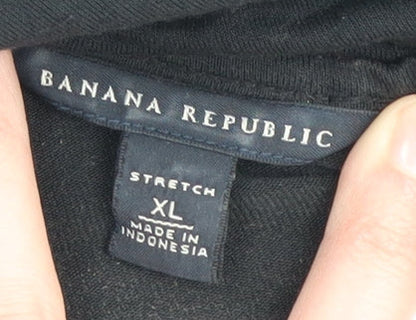 BANANA REPUBLIC
STRETCH
XL
MADE IN
INDONESIA